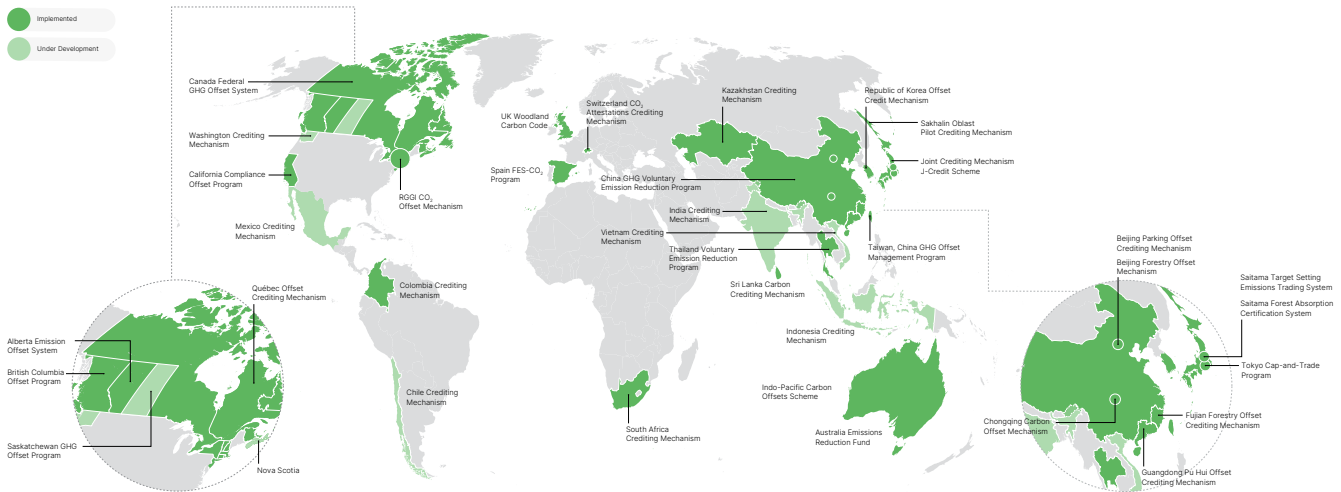 Implemented
Under Development
Canada Federal
GHG Offset System
Washington Crediting
Mechanism
California Compliance
Offset Program
RGGI CO₂
Offset Mechanism
Mexico Crediting
Mechanism
Colombia Crediting
Mechanism
Chile Crediting
Mechanism
UK Woodland
Carbon Code
Switzerland CO₂
Attestations Crediting
Mechanism
Spain FES-CO₂
Program
Kazakhstan Crediting
Mechanism
Republic of Korea Offset
Credit Mechanism
Sakhalin Oblast
Pilot Crediting Mechanism
Joint Crediting Mechanism
J-Credit Scheme
China GHG Voluntary
Emission Reduction Program
India Crediting
Mechanism
Vietnam Crediting
Mechanism
Thailand Voluntary
Emission Reduction
Program
Taiwan, China GHG Offset
Management Program
Sri Lanka Carbon
Crediting Mechanism
Indonesia Crediting
Mechanism
Indo-Pacific Carbon
Offsets Scheme
Australia Emissions
Reduction Fund
South Africa
Crediting Mechanism
Québec Offset
Crediting Mechanism
Alberta Emission
Offset System
British Columbia
Offset Program
Saskatchewan GHG
Offset Program
Nova Scotia
Beijing Parking Offset
Crediting Mechanism
Beijing Forestry Offset
Mechanism
Saitama Target Setting
Emissions Trading System
Saitama Forest Absorption
Certification System
Tokyo Cap-and-Trade
Program
Chongqing Carbon
Offset Mechanism
Fujian Forestry Offset
Crediting Mechanism
Guangdong Pu Hui Offset
Crediting Mechanism